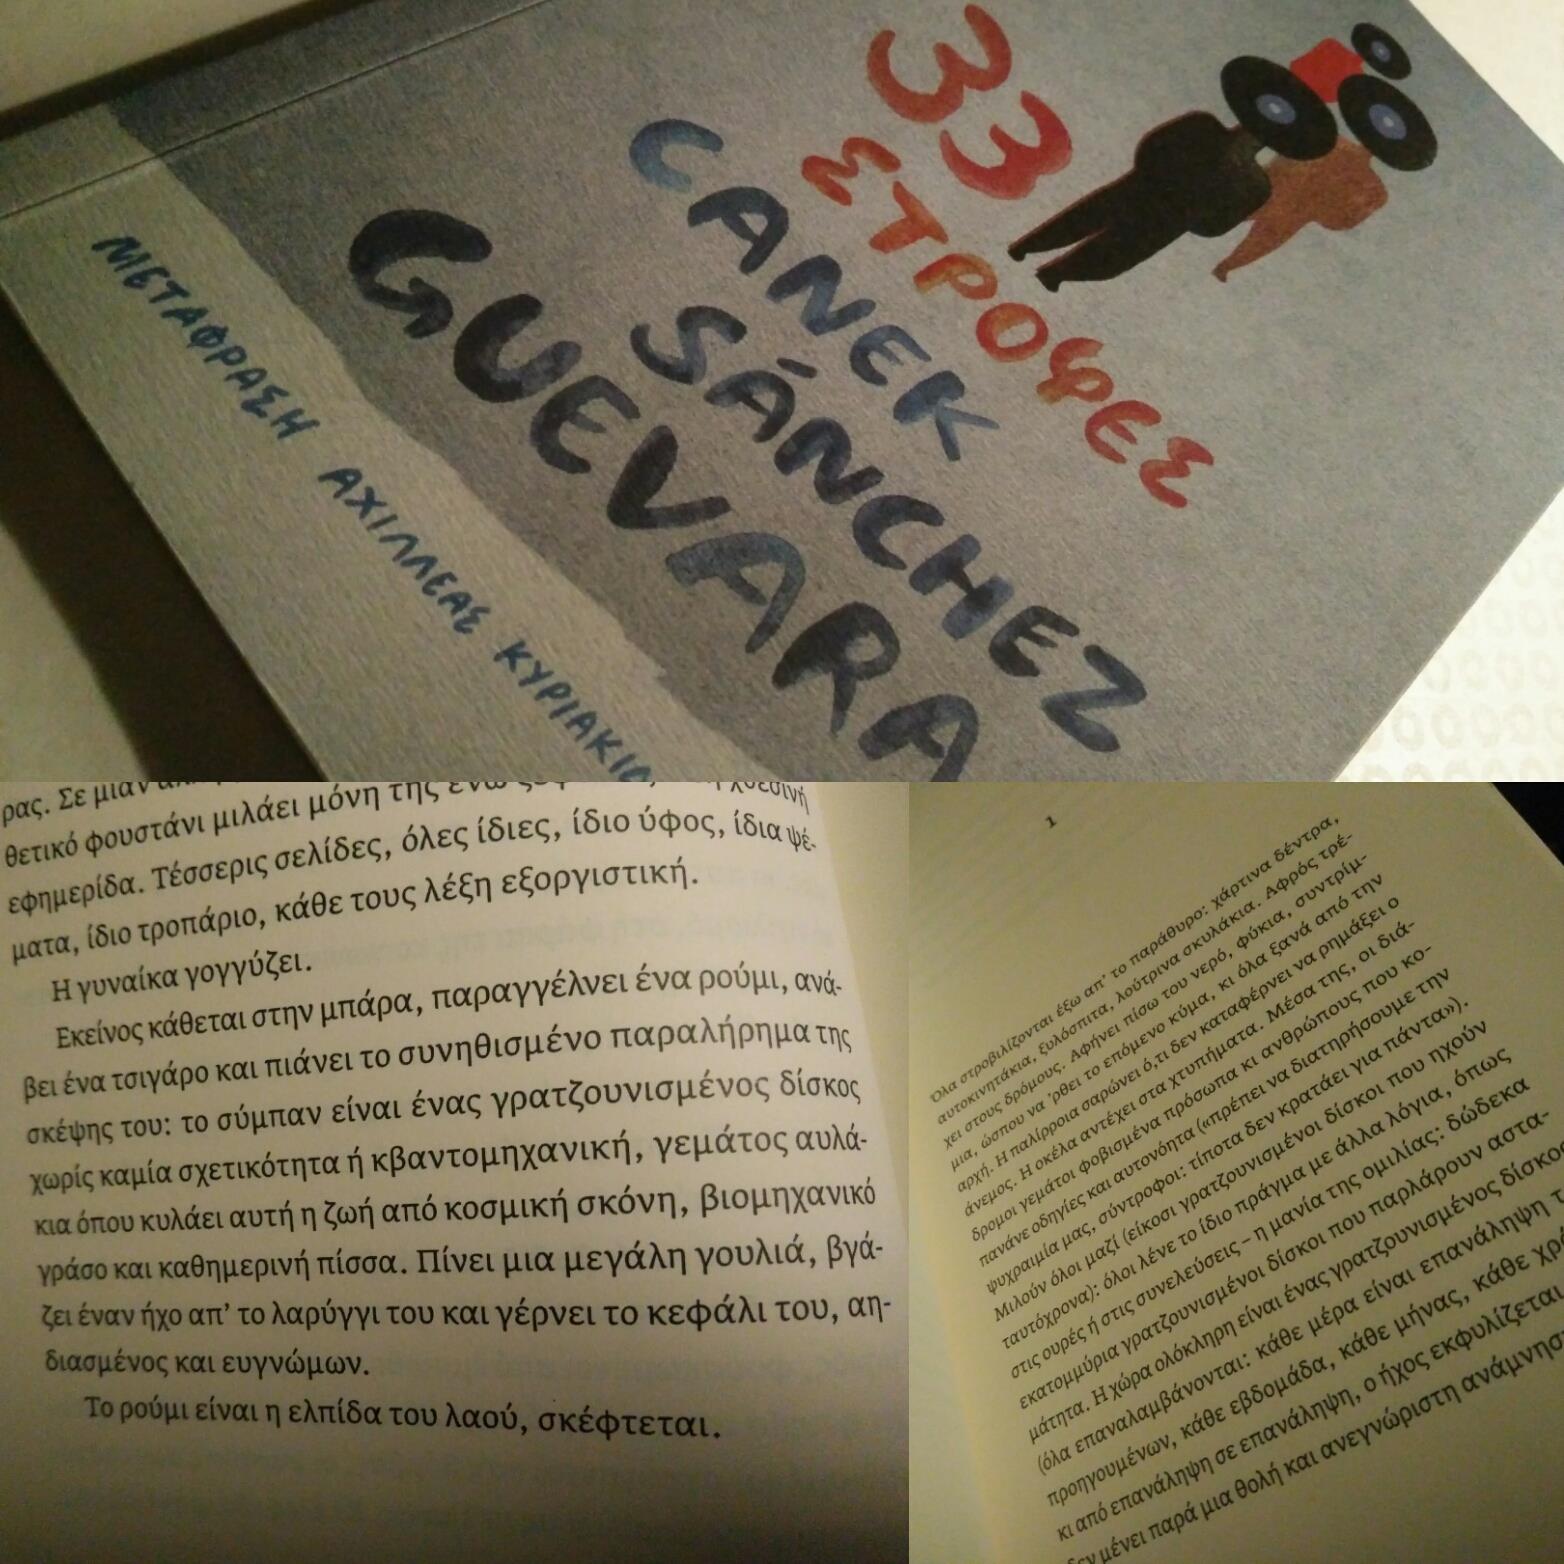 33
ΣΤΡΟΦΕΣ
CANEK
SÁNCHEZ
GUEVARA
ΜΕΤΑΦΡΑΣΗ ΑΧΙΛΛΕΑΣ
ρας. Σε μιαν
θετικό φουστάνι μιλάει μόνη της ενώ
εφημερίδα. Τέσσερις σελίδες, όλες ίδιες, ίδιο ύφος, ίδια ψέ-
ματα, ίδιο τροπάριο, κάθε τους λέξη εξοργιστική.
Η γυναίκα γογγύζει.
Εκείνος κάθεται στην μπάρα, παραγγέλνει ένα ρούμι, ανά-
βει ένα τσιγάρο και πιάνει το συνηθισμένο παραλήρημα της
σκέψης του: το σύμπαν είναι ένας γρατζουνισμένος δίσκος
χωρίς καμία σχετικότητα ή κβαντομηχανική, γεμάτος αυλά-
κια όπου κυλάει αυτή η ζωή από κοσμική σκόνη, βιομηχανικό
γράσο και καθημερινή πίσσα. Πίνει μια μεγάλη γουλιά, βγά-
ζει έναν ήχο απ' το λαρύγγι του και γέρνει το κεφάλι του, αη-
διασμένος και ευγνώμων.
Το ρούμι είναι η ελπίδα του λαού, σκέφτεται.
1
Όλα στροβιλίζονται έξω απ' το παράθυρο: χάρτινα δέντρα,
αυτοκινητάκια, ξυλόσπιτα, λούτρινα σκυλάκια. Αφρός τρέ-
χει στους δρόμους. Αφήνει πίσω του νερό, φύκια, συντρίμ-
μια, ώσπου να 'ρθει το επόμενο κύμα, κι όλα ξανά από την
αρχή. Η παλίρροια σαρώνει ό,τι δεν καταφέρνει να ρημάξει ο
άνεμος. Η οκέλα αντέχει στα χτυπήματα. Μέσα της, οι διά-
δρομοι γεμάτοι φοβισμένα πρόσωπα κι ανθρώπους που κο-
πανάνε οδηγίες και αυτονόητα («πρέπει να διατηρήσουμε την
ψυχραιμία μας, σύντροφοι: τίποτα δεν κρατάει για πάντα»).
Μιλούν όλοι μαζί (είκοσι γρατζουνισμένοι δίσκοι που ηχούν
ταυτόχρονα): όλοι λένε το ίδιο πράγμα με άλλα λόγια, όπως
στις ουρές ή στις συνελεύσεις – η μανία της ομιλίας: δώδεκα
εκατομμύρια γρατζουνισμένοι δίσκοι που παρλάρουν αστα-
μάτητα. Η χώρα ολόκληρη είναι ένας γρατζουνισμένος δίσκος
(όλα επαναλαμβάνονται: κάθε μέρα είναι επανάληψη
προηγουμένων, κάθε εβδομάδα, κάθε μήνας, κάθε
κι από επανάληψη σε επανάληψη, ο ήχος εκφυλίζεται
μένει παρά μια θολή και ανεγνώριστη